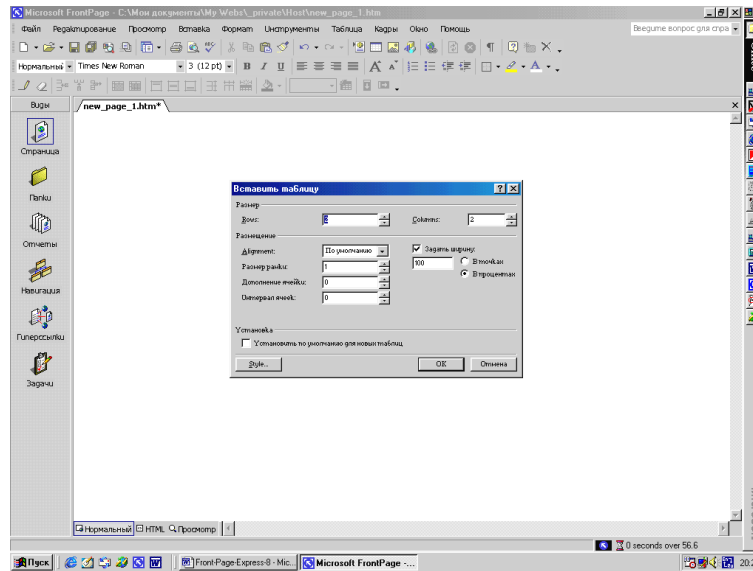 Microsoft FrontPage - C:\Мои документы\My Webs\_private\Host\new_page_1.htm
Файл Редактирование Просмотр Вставка Формат Инструменты Таблица Кадры Окно Помощь Введите вопрос для спра
Нормальный Times New Roman 3 (12 pt)
Виды new_page_1.htm*
Страница
Папки
Отчеты
Навигация
Гиперссылки
Задачи
Вставить таблицу
Размер
Rows: Columns: 2
Размещение
Alignment: По умолчанию Задать ширину:
Размер рамки: 1 100 В точках
Дополнение ячейки: 0 В процентах
Интервал ячеек: 0
Установка
Установить по умолчанию для новых таблиц
Style... OK Отмена
Нормальный HTML Просмотр
0 seconds over 56.6
Пуск Front-Page-Express-8 - Mic... Microsoft FrontPage - ...